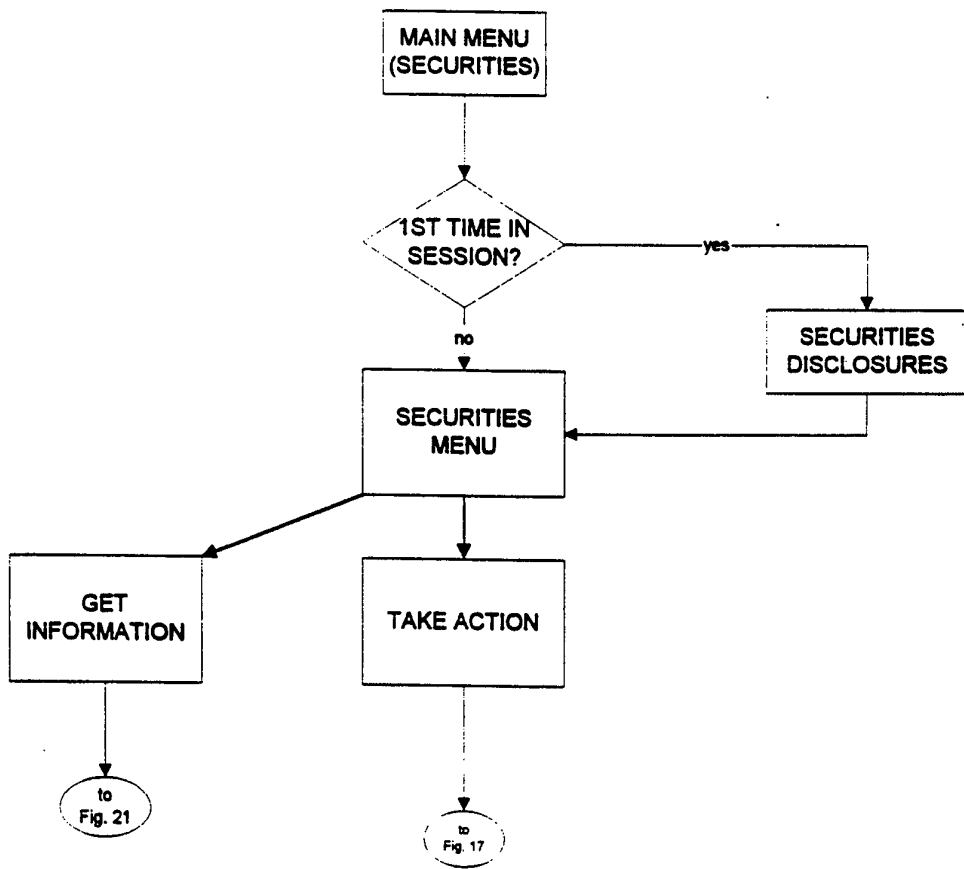 MAIN MENU
(SECURITIES)
1ST TIME IN
SESSION?
yes
no
SECURITIES
DISCLOSURES
SECURITIES
MENU
GET
INFORMATION
TAKE ACTION
to
Fig. 21
to
Fig. 17